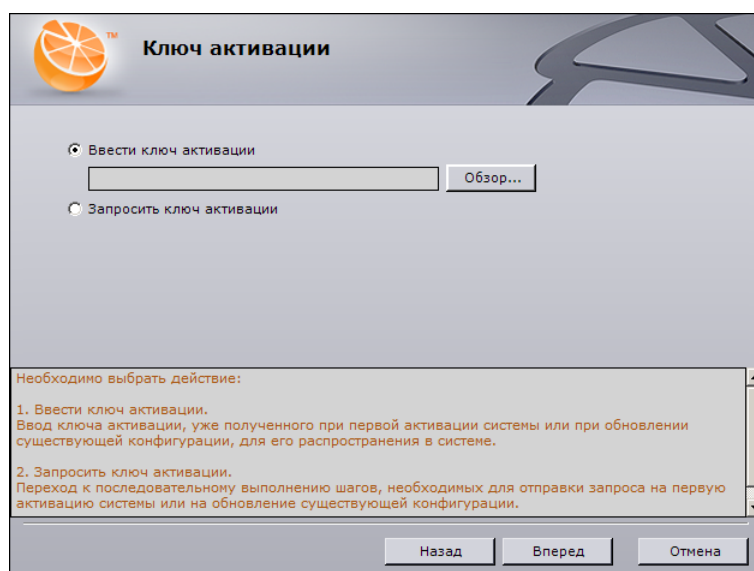 TM
Ключ активации
Ввести ключ активации
Обзор...
Запросить ключ активации
Необходимо выбрать действие:
1. Ввести ключ активации.
Ввод ключа активации, уже полученного при первой активации системы или при обновлении
существующей конфигурации, для его распространения в системе.
2. Запросить ключ активации.
Переход к последовательному выполнению шагов, необходимых для отправки запроса на первую
активацию системы или на обновление существующей конфигурации.
Назад Вперед Отмена